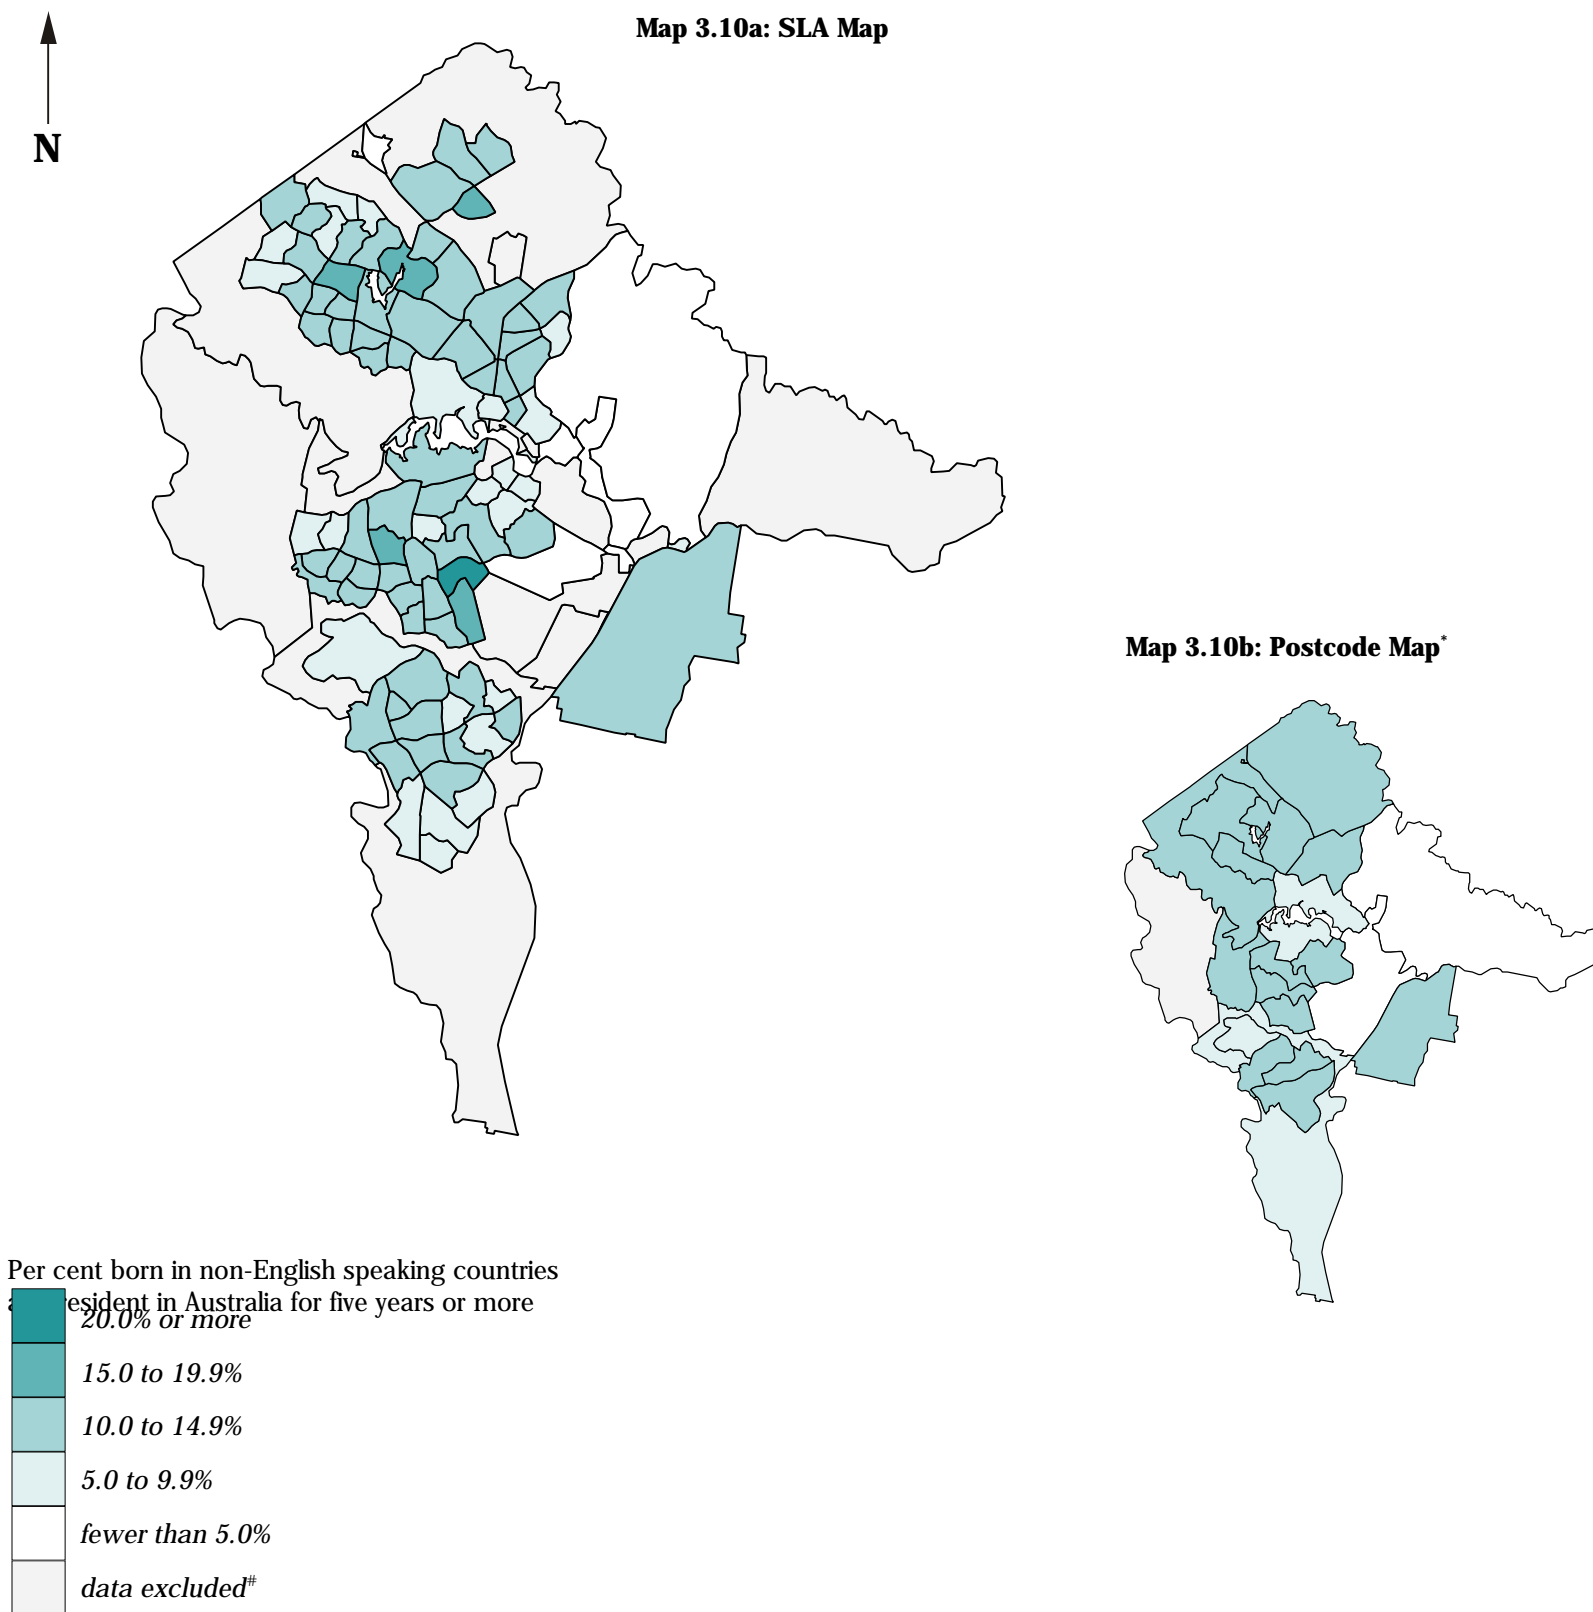 Map 3.10a: SLA Map
N
Map 3.10b: Postcode Map*
Per cent born in non-English speaking countries
resident in Australia for five years or more
20.0% or more
15.0 to 19.9%
10.0 to 14.9%
5.0 to 9.9%
fewer than 5.0%
data excluded#